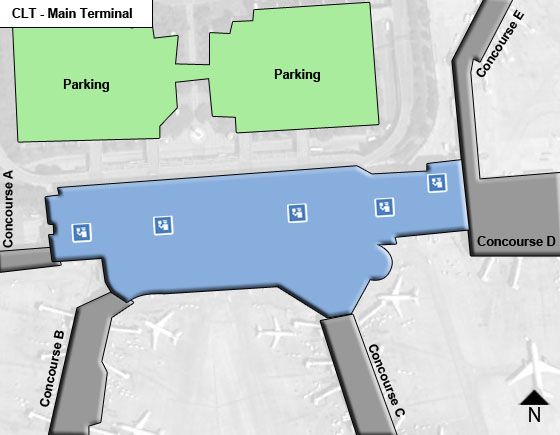 CLT - Main Terminal
Parking
Parking
Concourse E
Concourse A
Concourse D
Concourse B
Concourse C
N